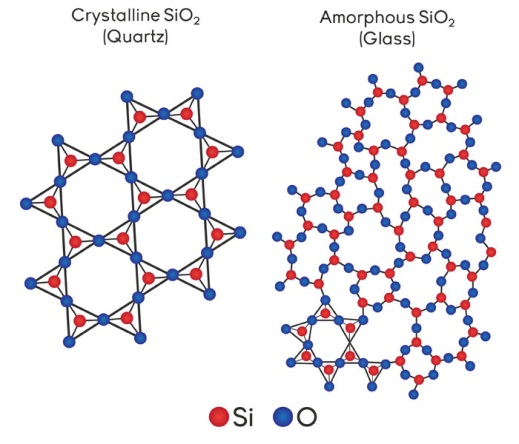 Crystalline SiO₂
(Quartz)
Amorphous SiO₂
(Glass)
Si
O